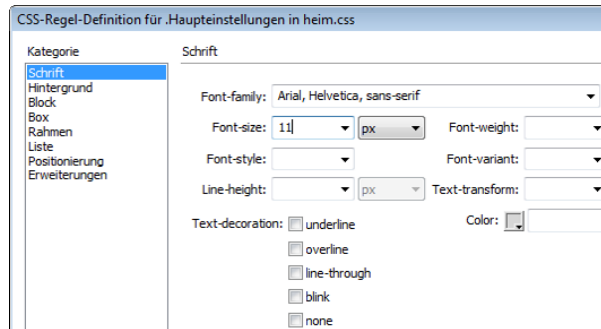 CSS-Regel-Definition für .Haupteinstellungen in heim.css
Kategorie
Schrift
Hintergrund
Block
Box
Rahmen
Liste
Positionierung
Erweiterungen
Schrift
Font-family: Arial, Helvetica, sans-serif
Font-size: 11 px Font-weight:
Font-style: Font-variant:
Line-height: px Text-transform:
Text-decoration: underline Color:
overline
line-through
blink
none